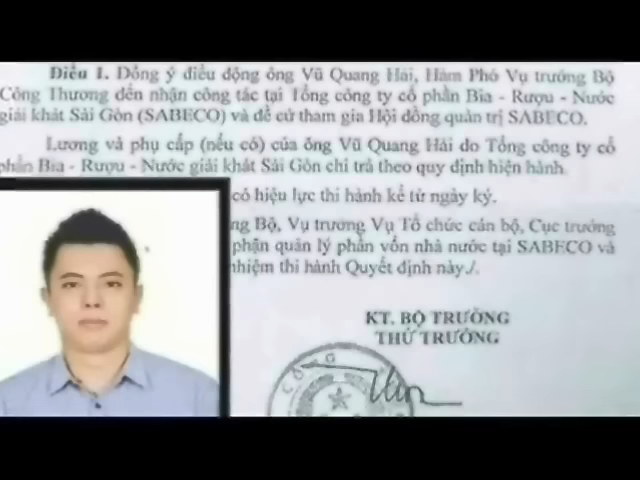 Điều 1. Đồng ý điều động ông Vũ Quang Hải, Hàm Phó Vụ trưởng Bộ
Công Thương đến nhận công tác tại Tổng công ty cổ phần Bia - Rượu - Nước
giải khát Sài Gòn (SABECO) và đề cử tham gia Hội đồng quản trị SABECO.
Lương và phụ cấp (nếu có) của ông Vũ Quang Hải do Tổng công ty cổ
phần Bia - Rượu - Nước giải khát Sài Gòn chi trả theo quy định hiện hành.
có hiệu lực thi hành kể từ ngày ký.
ng Bộ, Vụ trưởng Vụ Tổ chức cán bộ, Cục trưởng
phận quản lý phần vốn nhà nước tại SABECO và
nhiệm thi hành Quyết định này./.
KT. BỘ TRƯỞNG
THỨ TRƯỞNG